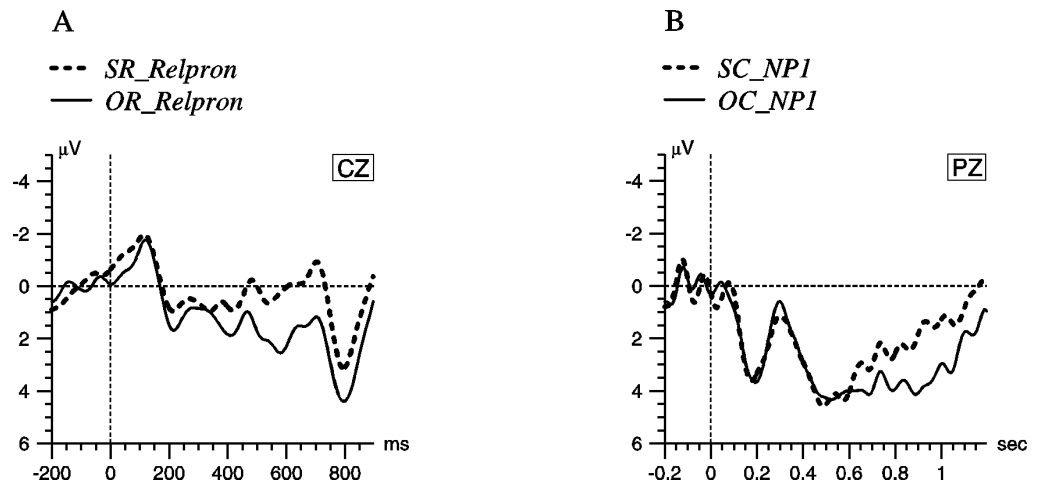 A
SR_Relpron
OR_Relpron
µV
CZ
-4
-2
0
2
4
6
-200 0 200 400 600 800 ms
B
SC_NP1
OC_NP1
µV
PZ
-4
-2
0
2
4
6
-0.2 0 0.2 0.4 0.6 0.8 1 sec